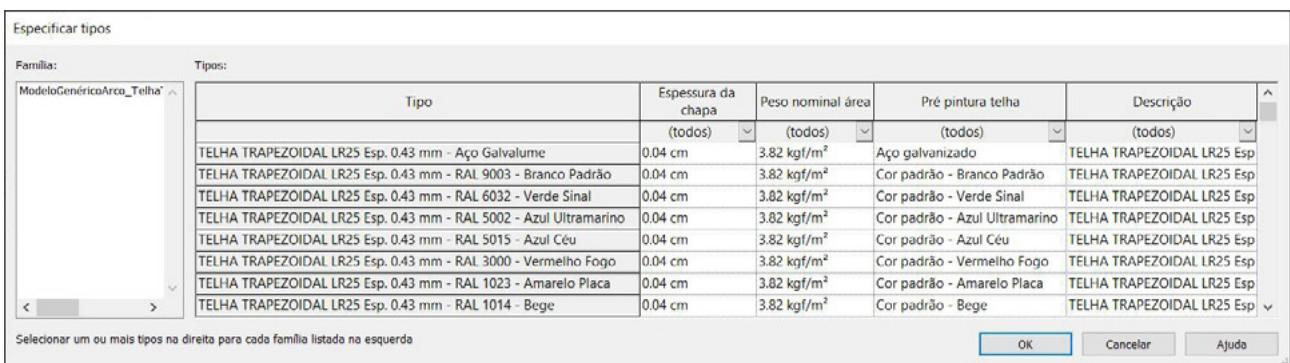 Especificar tipos
Família: Tipos:
ModeloGenéricoArco_Telha
Tipo Espessura da chapa Peso nominal área Pré pintura telha Descrição
(todos) (todos) (todos) (todos)
TELHA TRAPEZOIDAL LR25 Esp. 0.43 mm - Aço Galvalume 0.04 cm 3.82 kgf/m² Aço galvanizado TELHA TRAPEZOIDAL LR25 Esp
TELHA TRAPEZOIDAL LR25 Esp. 0.43 mm - RAL 9003 - Branco Padrão 0.04 cm 3.82 kgf/m² Cor padrão - Branco Padrão TELHA TRAPEZOIDAL LR25 Esp
TELHA TRAPEZOIDAL LR25 Esp. 0.43 mm - RAL 6032 - Verde Sinal 0.04 cm 3.82 kgf/m² Cor padrão - Verde Sinal TELHA TRAPEZOIDAL LR25 Esp
TELHA TRAPEZOIDAL LR25 Esp. 0.43 mm - RAL 5002 - Azul Ultramarino 0.04 cm 3.82 kgf/m² Cor padrão - Azul Ultramarino TELHA TRAPEZOIDAL LR25 Esp
TELHA TRAPEZOIDAL LR25 Esp. 0.43 mm - RAL 5015 - Azul Céu 0.04 cm 3.82 kgf/m² Cor padrão - Azul Céu TELHA TRAPEZOIDAL LR25 Esp
TELHA TRAPEZOIDAL LR25 Esp. 0.43 mm - RAL 3000 - Vermelho Fogo 0.04 cm 3.82 kgf/m² Cor padrão - Vermelho Fogo TELHA TRAPEZOIDAL LR25 Esp
TELHA TRAPEZOIDAL LR25 Esp. 0.43 mm - RAL 1023 - Amarelo Placa 0.04 cm 3.82 kgf/m² Cor padrão - Amarelo Placa TELHA TRAPEZOIDAL LR25 Esp
TELHA TRAPEZOIDAL LR25 Esp. 0.43 mm - RAL 1014 - Bege 0.04 cm 3.82 kgf/m² Cor padrão - Bege TELHA TRAPEZOIDAL LR25 Esp
Selecionar um ou mais tipos na direita para cada família listada na esquerda
OK Cancelar Ajuda